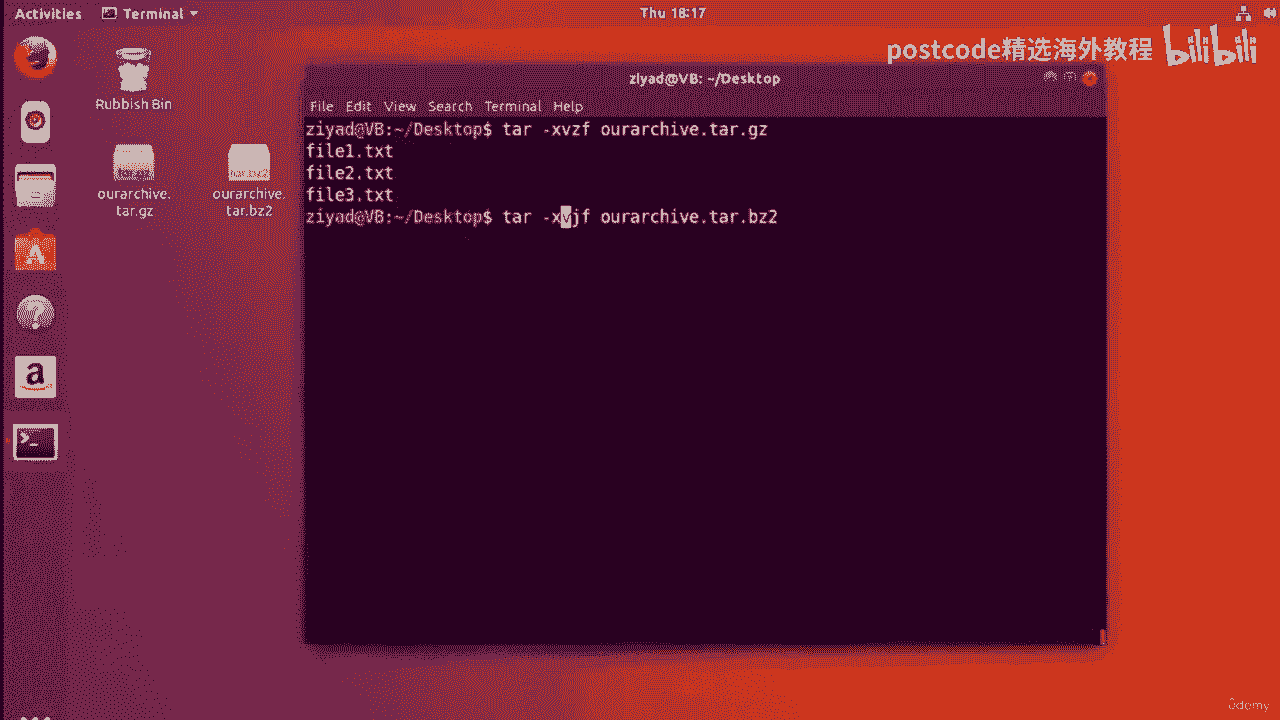 Activities Terminal Thu 18:17
postcode精选海外教程 bilibili
ziyad@VB: ~/Desktop
Rubbish Bin
File Edit View Search Terminal Help
ziyad@VB:~/Desktop$ tar -xvzf ourarchive.tar.gz
file1.txt
file2.txt
file3.txt
ziyad@VB:~/Desktop$ tar -xvjf ourarchive.tar.bz2
ourarchive.
tar.gz
ourarchive.
tar.bz2
a
Udemy